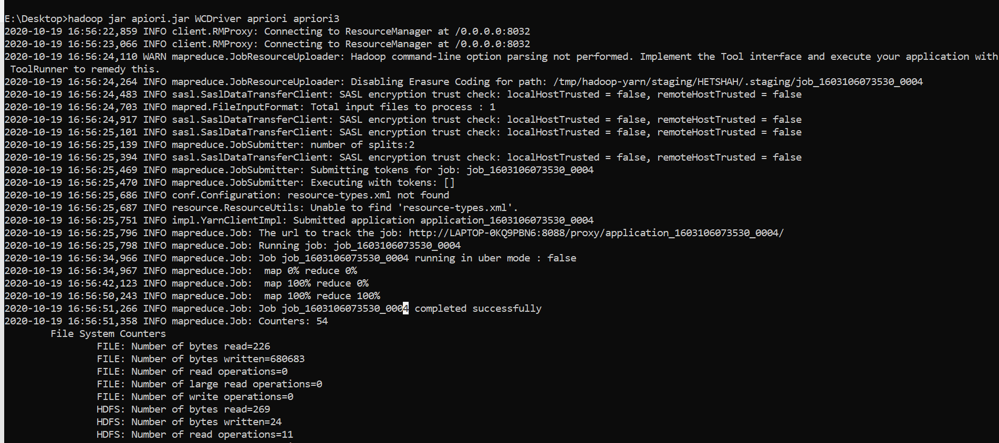 E:\Desktop>hadoop jar apiori.jar WCDriver apriori apriori3
2020-10-19 16:56:22,859 INFO client.RMProxy: Connecting to ResourceManager at /0.0.0.0:8032
2020-10-19 16:56:23,066 INFO client.RMProxy: Connecting to ResourceManager at /0.0.0.0:8032
2020-10-19 16:56:24,110 WARN mapreduce.JobResourceUploader: Hadoop command-line option parsing not performed. Implement the Tool interface and execute your application with
ToolRunner to remedy this.
2020-10-19 16:56:24,264 INFO mapreduce.JobResourceUploader: Disabling Erasure Coding for path: /tmp/hadoop-yarn/staging/HETSHAH/.staging/job_1603106073530_0004
2020-10-19 16:56:24,483 INFO sasl.SaslDataTransferClient: SASL encryption trust check: localHostTrusted = false, remoteHostTrusted = false
2020-10-19 16:56:24,703 INFO mapred.FileInputFormat: Total input files to process : 1
2020-10-19 16:56:24,917 INFO sasl.SaslDataTransferClient: SASL encryption trust check: localHostTrusted = false, remoteHostTrusted = false
2020-10-19 16:56:25,101 INFO sasl.SaslDataTransferClient: SASL encryption trust check: localHostTrusted = false, remoteHostTrusted = false
2020-10-19 16:56:25,139 INFO mapreduce.JobSubmitter: number of splits:2
2020-10-19 16:56:25,394 INFO sasl.SaslDataTransferClient: SASL encryption trust check: localHostTrusted = false, remoteHostTrusted = false
2020-10-19 16:56:25,469 INFO mapreduce.JobSubmitter: Submitting tokens for job: job_1603106073530_0004
2020-10-19 16:56:25,470 INFO mapreduce.JobSubmitter: Executing with tokens: []
2020-10-19 16:56:25,686 INFO conf.Configuration: resource-types.xml not found
2020-10-19 16:56:25,687 INFO resource.ResourceUtils: Unable to find 'resource-types.xml'.
2020-10-19 16:56:25,751 INFO impl.YarnClientImpl: Submitted application application_1603106073530_0004
2020-10-19 16:56:25,796 INFO mapreduce.Job: The url to track the job: http://LAPTOP-0KQ9PBN6:8088/proxy/application_1603106073530_0004/
2020-10-19 16:56:25,798 INFO mapreduce.Job: Running job: job_1603106073530_0004
2020-10-19 16:56:34,966 INFO mapreduce.Job: Job job_1603106073530_0004 running in uber mode : false
2020-10-19 16:56:34,967 INFO mapreduce.Job:  map 0% reduce 0%
2020-10-19 16:56:42,123 INFO mapreduce.Job:  map 100% reduce 0%
2020-10-19 16:56:50,243 INFO mapreduce.Job:  map 100% reduce 100%
2020-10-19 16:56:51,266 INFO mapreduce.Job: Job job_1603106073530_0004 completed successfully
2020-10-19 16:56:51,358 INFO mapreduce.Job: Counters: 54
File System Counters
FILE: Number of bytes read=226
FILE: Number of bytes written=680683
FILE: Number of read operations=0
FILE: Number of large read operations=0
FILE: Number of write operations=0
HDFS: Number of bytes read=269
HDFS: Number of bytes written=24
HDFS: Number of read operations=11